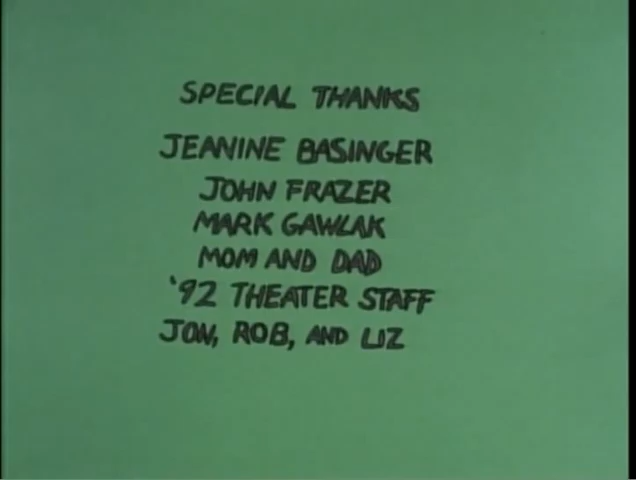 SPECIAL THANKS
JEANINE BASINGER
JOHN FRAZER
MARK GAWLAK
MOM AND DAD
'92 THEATER STAFF
JON, ROB, AND LIZ